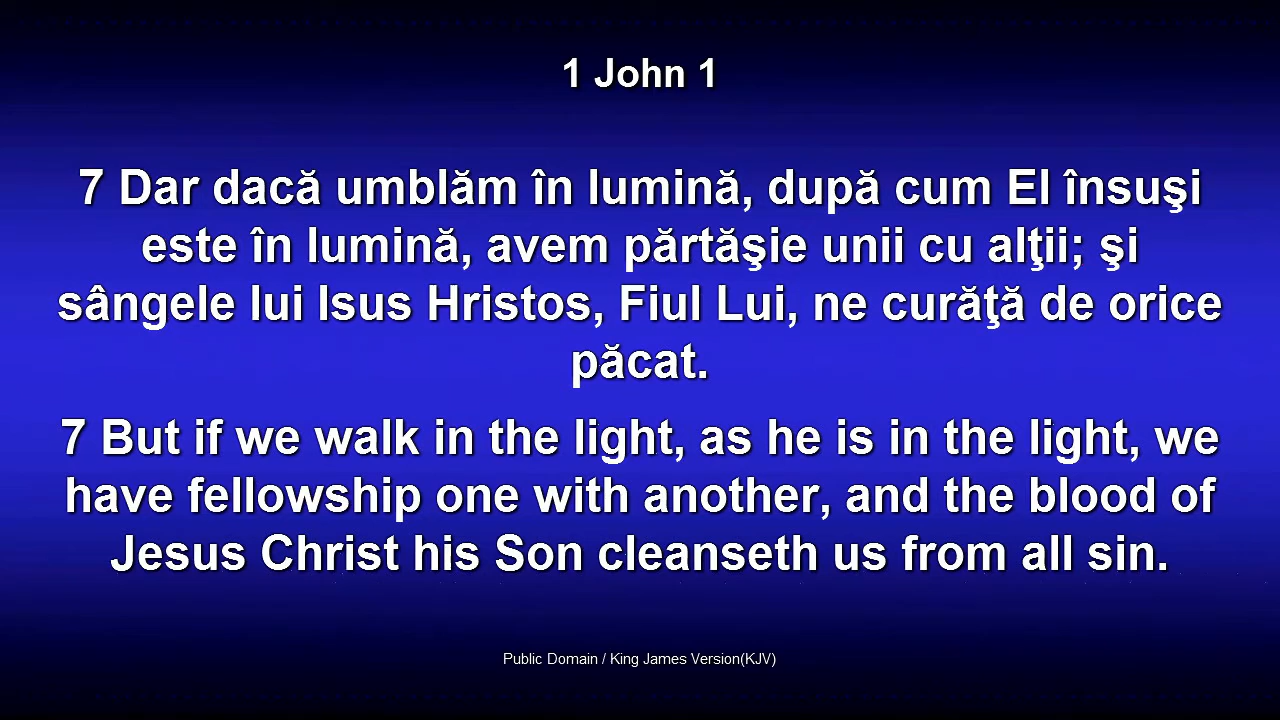 1 John 1
7 Dar dacă umblăm în lumină, după cum El însuşi
este în lumină, avem părtăşie unii cu alţii; şi
sângele lui Isus Hristos, Fiul Lui, ne curăţă de orice
păcat.
7 But if we walk in the light, as he is in the light, we
have fellowship one with another, and the blood of
Jesus Christ his Son cleanseth us from all sin.
Public Domain / King James Version(KJV)